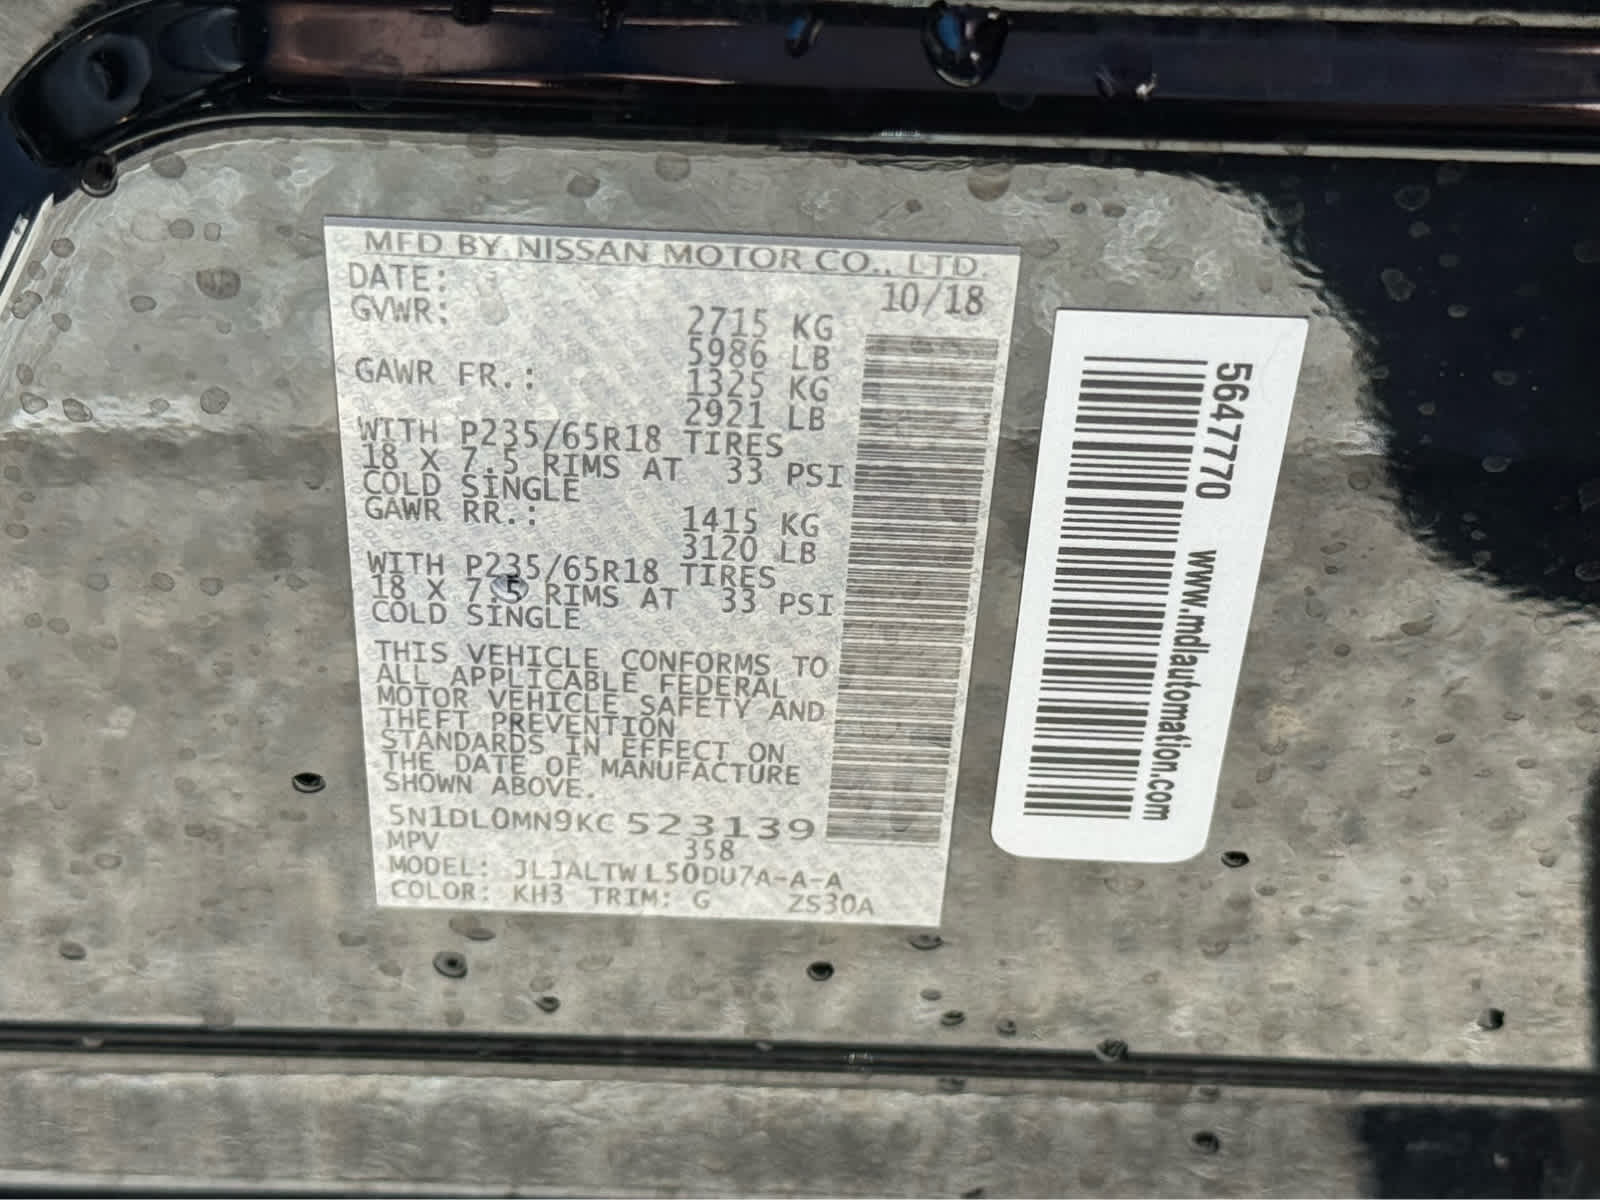 MFD BY NISSAN MOTOR CO., LTD.
DATE: 10/18
GVWR: 2715 KG
5986 LB
GAWR FR.: 1325 KG
2921 LB
WITH P235/65R18 TIRES
18 X 7.5 RIMS AT 33 PSI
COLD SINGLE
GAWR RR.: 1415 KG
3120 LB
WITH P235/65R18 TIRES
18 X 7.5 RIMS AT 33 PSI
COLD SINGLE
THIS VEHICLE CONFORMS TO
ALL APPLICABLE FEDERAL
MOTOR VEHICLE SAFETY AND
THEFT PREVENTION
STANDARDS IN EFFECT ON
THE DATE OF MANUFACTURE
SHOWN ABOVE.
5N1DL0MN9KC523139
MPV 358
MODEL: JLJALTWL50DU7A-A-A
COLOR: KH3 TRIM: G ZS30A
5647770 www.mdlautomation.com